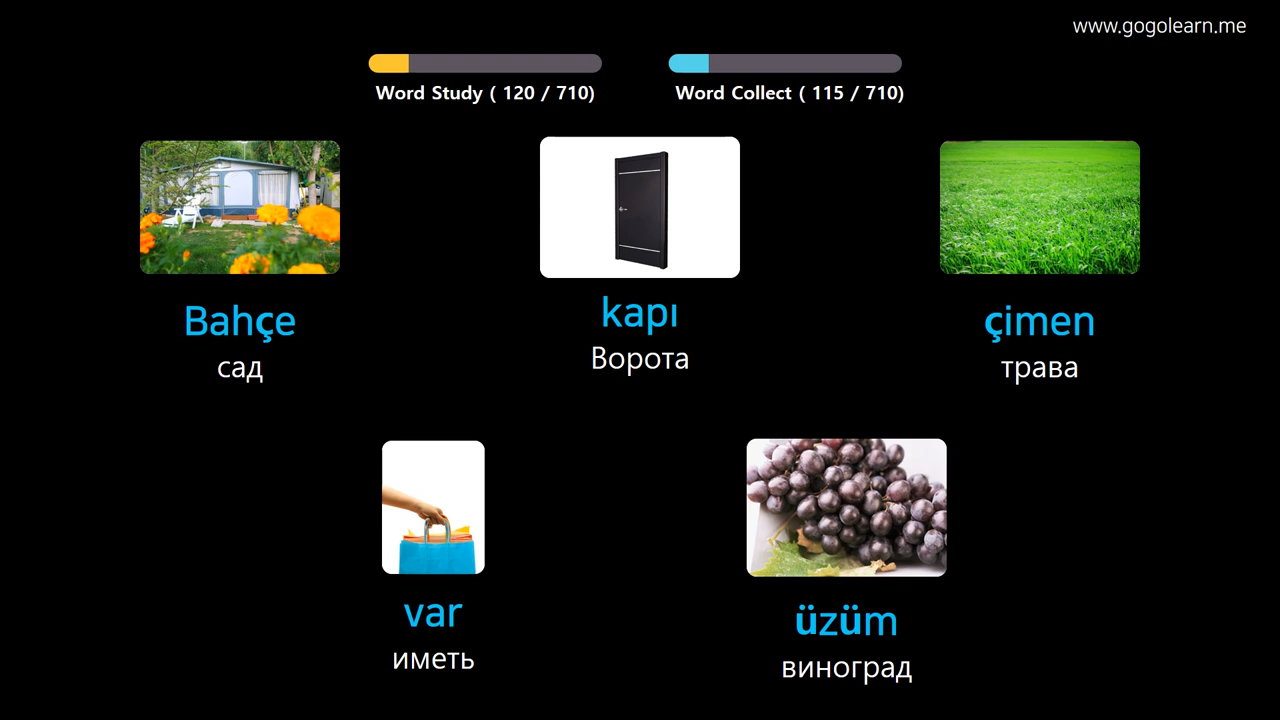 www.gogolearn.me
Word Study ( 120 / 710)
Word Collect ( 115 / 710)
Bahçe
сад
kapı
Ворота
çimen
трава
var
иметь
üzüm
виноград